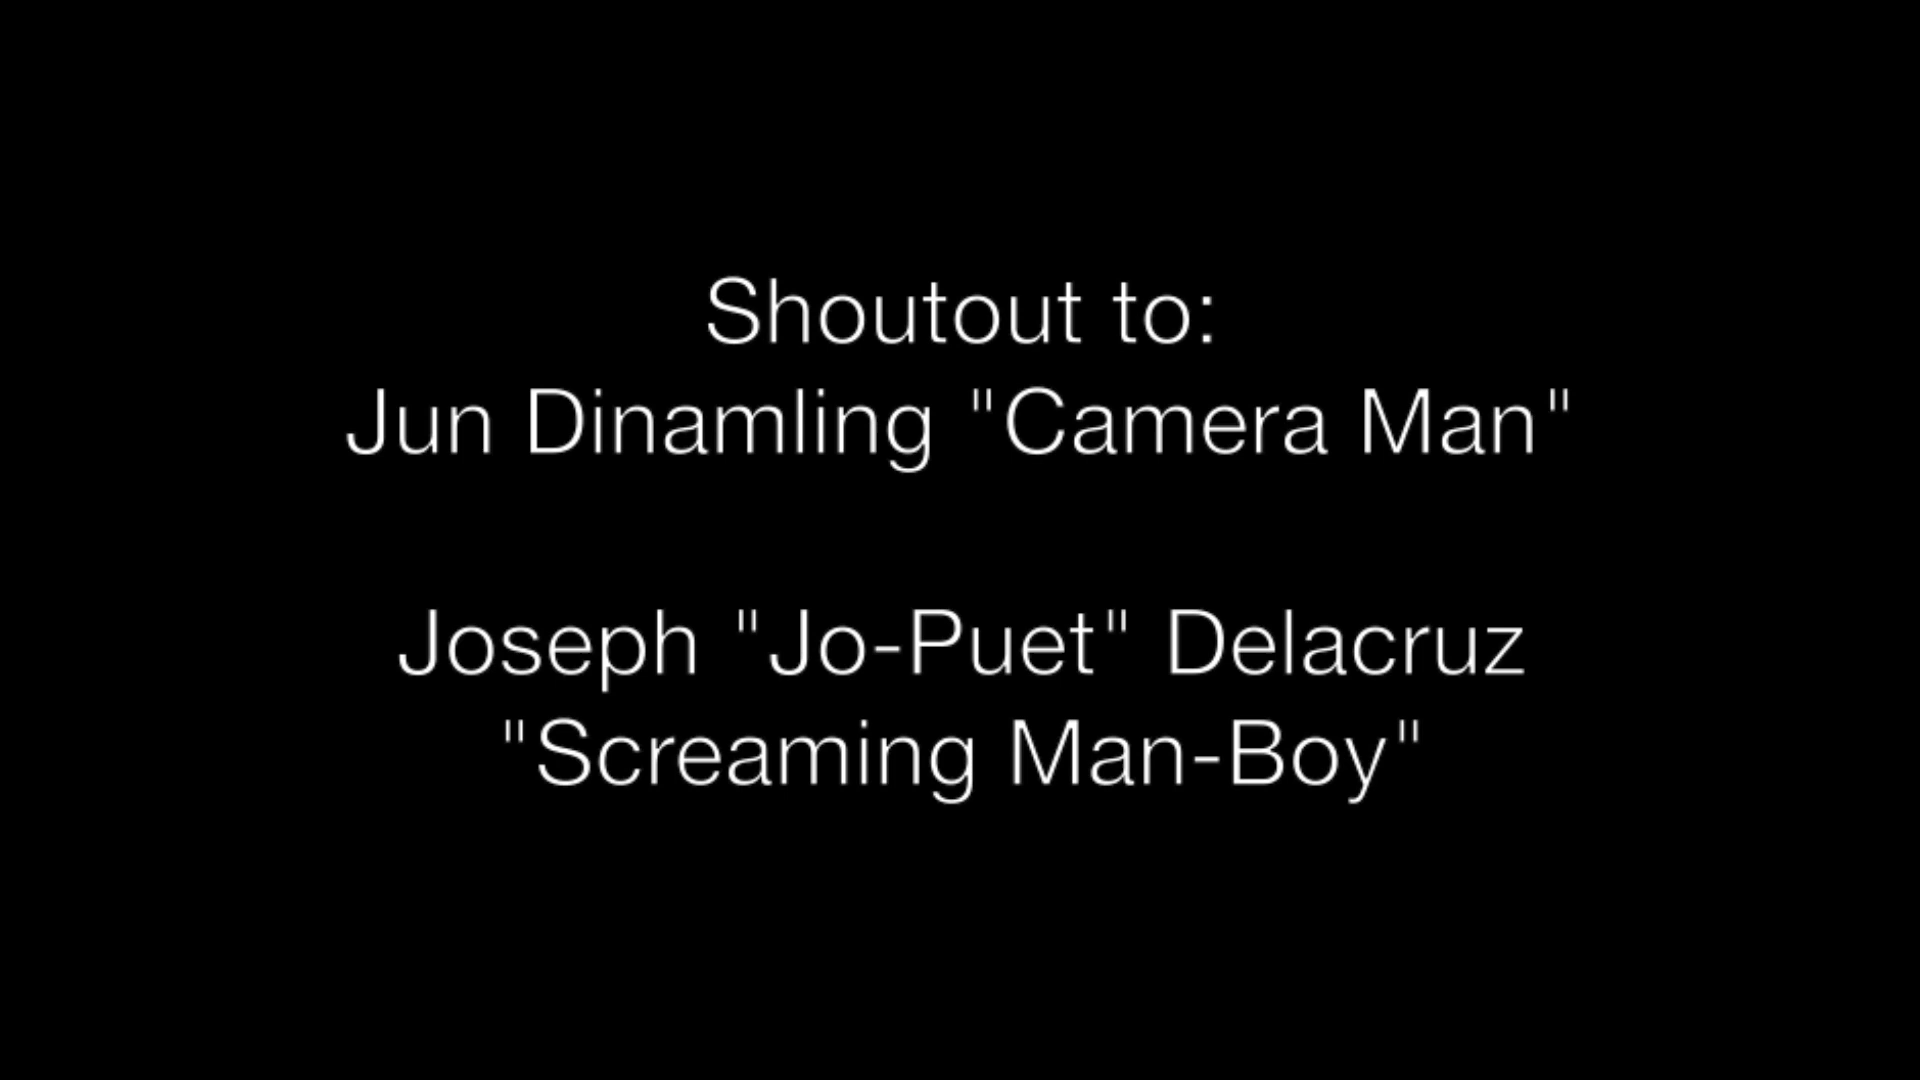 Shoutout to:
Jun Dinamling "Camera Man"
Joseph "Jo-Puet" Delacruz
"Screaming Man-Boy"